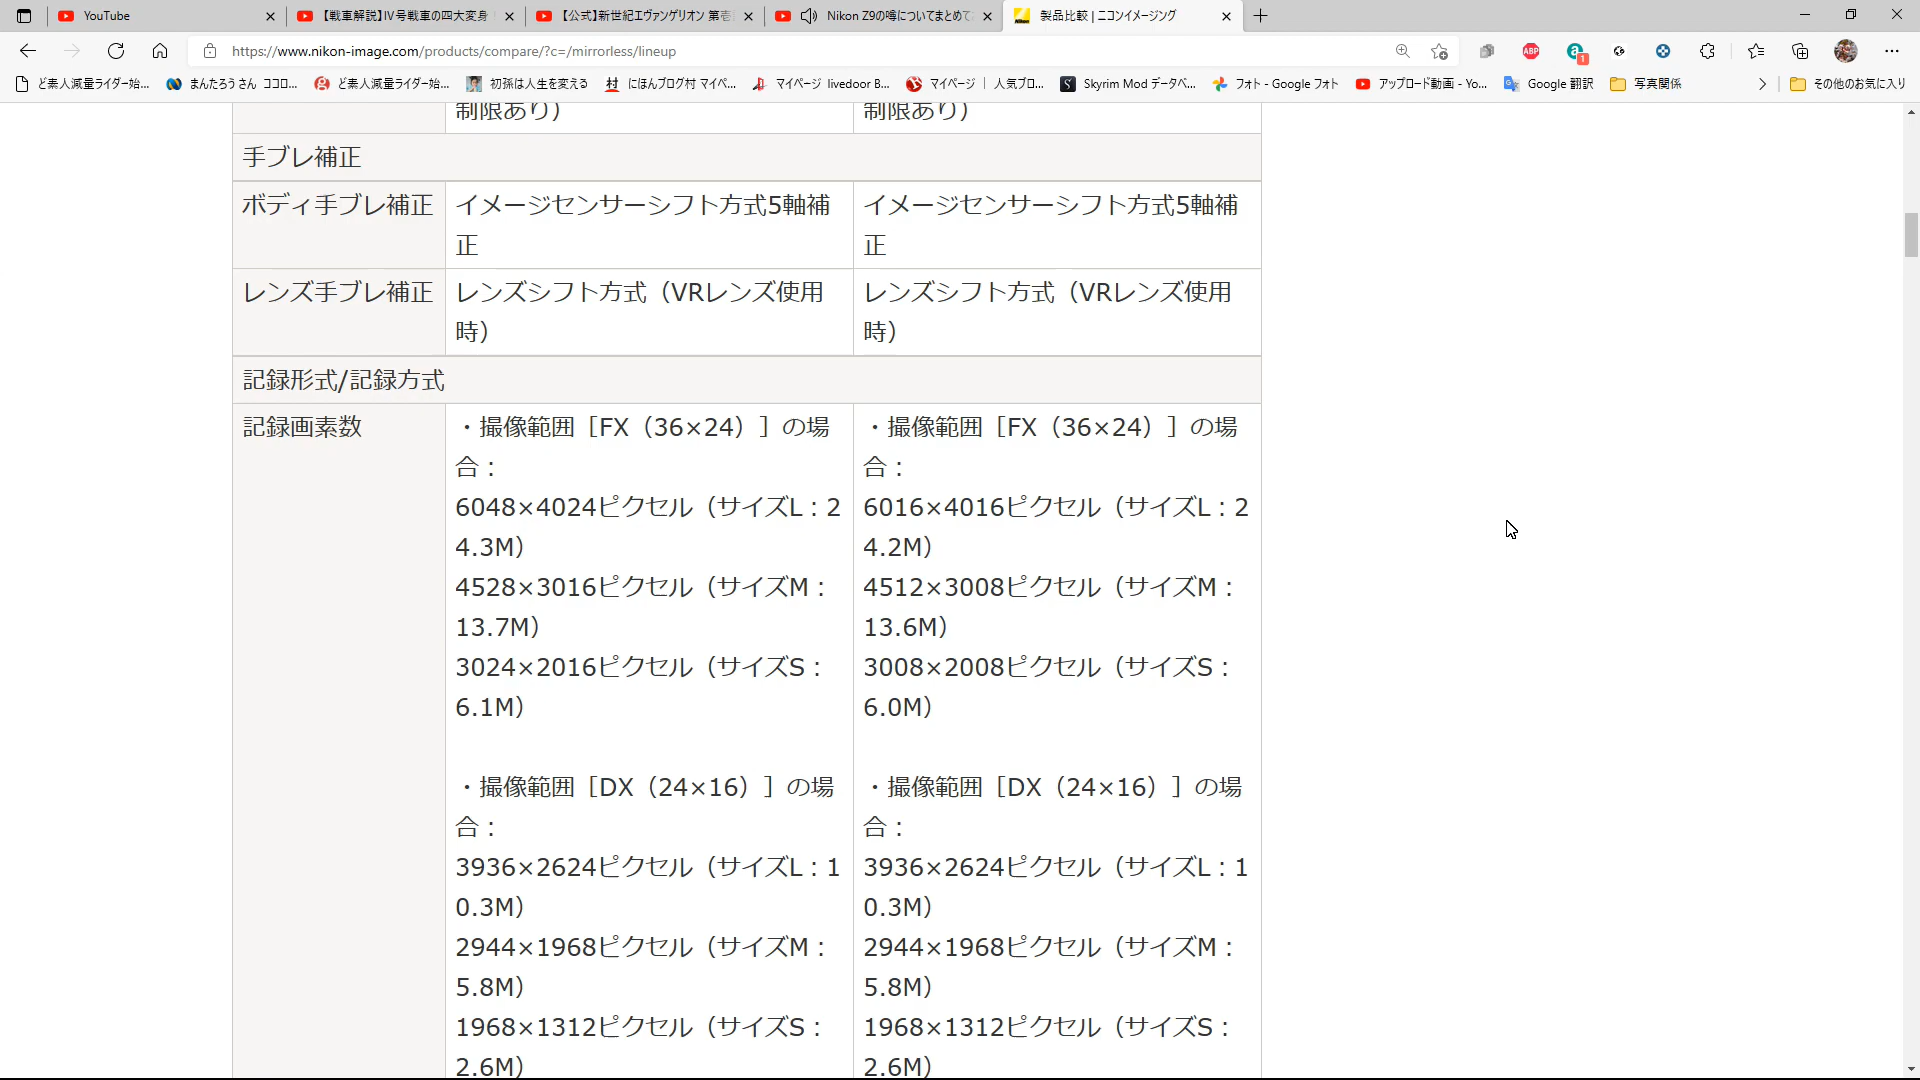 YouTube
【戦車解説】IV号戦車の四大変身
【公式】新世紀エヴァンゲリオン 第壱
Nikon Z9の噂についてまとめて
製品比較 | ニコンイメージング
https://www.nikon-image.com/products/compare/?c=/mirrorless/lineup
ABP
1
ど素人減量ライダー始...
まんたろうさん ココロ...
ど素人減量ライダー始...
初孫は人生を変える
にほんブログ村 マイペ...
マイページ livedoor B...
マイページ | 人気ブロ...
Skyrim Mod データベ...
フォト - Google フォト
アップロード動画 - Yo...
Google 翻訳
写真関係
その他のお気に入り
制限あり）
制限あり）
手ブレ補正
ボディ手ブレ補正
イメージセンサーシフト方式5軸補
正
イメージセンサーシフト方式5軸補
正
レンズ手ブレ補正
レンズシフト方式（VRレンズ使用
時）
レンズシフト方式（VRレンズ使用
時）
記録形式/記録方式
記録画素数
・撮像範囲［FX（36×24）］の場
合：
6048×4024ピクセル（サイズL：2
4.3M）
4528×3016ピクセル（サイズM：
13.7M）
3024×2016ピクセル（サイズS：
6.1M）
・撮像範囲［DX（24×16）］の場
合：
3936×2624ピクセル（サイズL：1
0.3M）
2944×1968ピクセル（サイズM：
5.8M）
1968×1312ピクセル（サイズS：
2.6M）
・撮像範囲［FX（36×24）］の場
合：
6016×4016ピクセル（サイズL：2
4.2M）
4512×3008ピクセル（サイズM：
13.6M）
3008×2008ピクセル（サイズS：
6.0M）
・撮像範囲［DX（24×16）］の場
合：
3936×2624ピクセル（サイズL：1
0.3M）
2944×1968ピクセル（サイズM：
5.8M）
1968×1312ピクセル（サイズS：
2.6M）